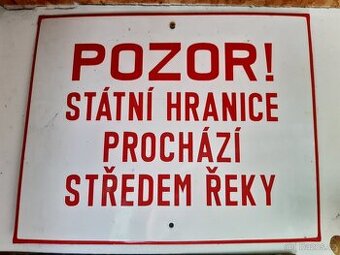 POZOR!
STÁTNÍ HRANICE
PROCHÁZÍ
STŘEDEM ŘEKY